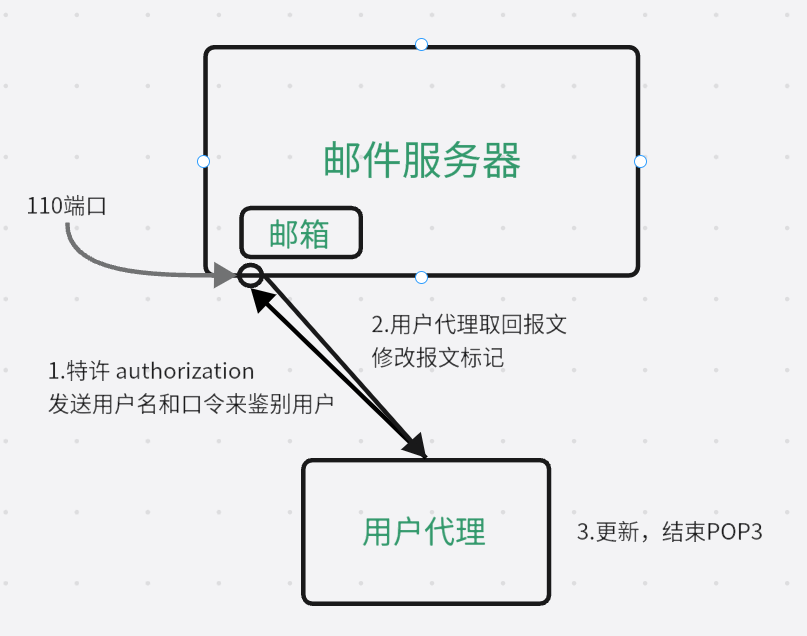 邮件服务器
110端口
邮箱
2.用户代理取回报文
修改报文标记
1.特许 authorization
发送用户名和口令来鉴别用户
用户代理
3.更新，结束POP3